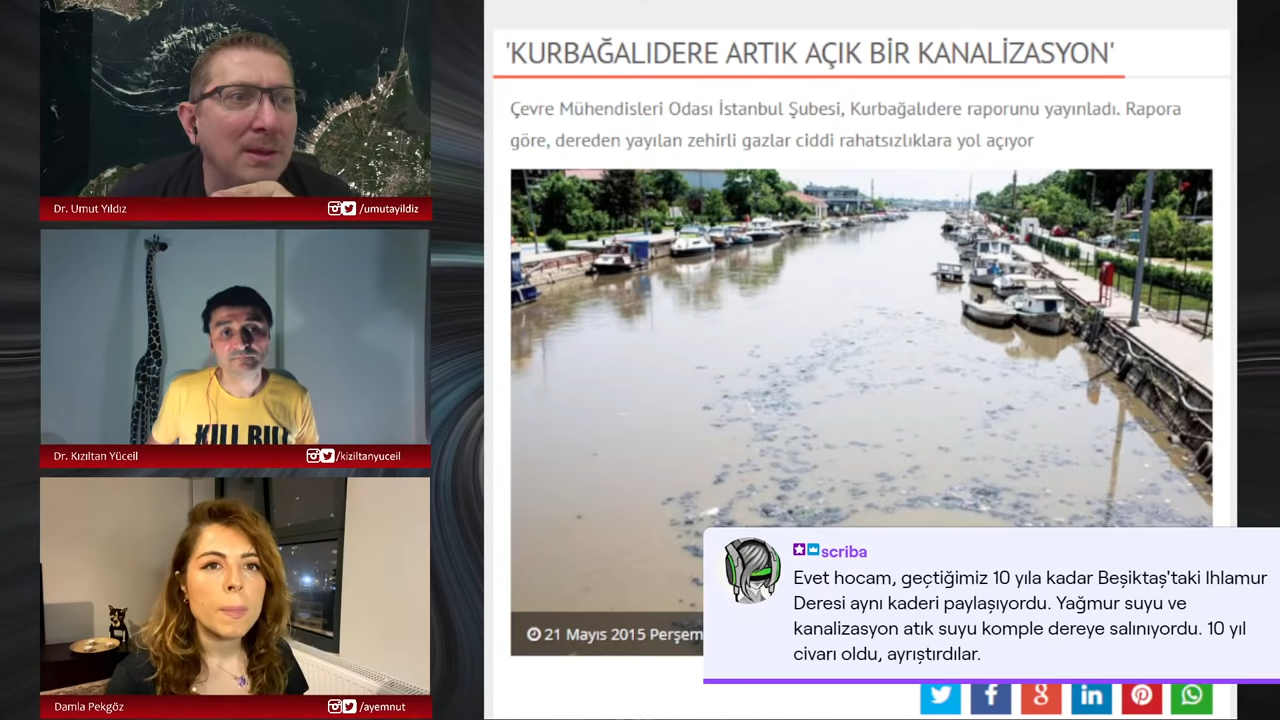 Dr. Umut Yıldız
/umutayildiz
KILL BILL
Dr. Kızıltan Yüceil
/kiziltanyuceil
Damla Pekgöz
/ayemnut
'KURBAĞALIDERE ARTIK AÇIK BİR KANALİZASYON'
Çevre Mühendisleri Odası İstanbul Şubesi, Kurbağalıdere raporunu yayınladı. Rapora
göre, dereden yayılan zehirli gazlar ciddi rahatsızlıklara yol açıyor
21 Mayıs 2015 Perşem
scriba
Evet hocam, geçtiğimiz 10 yıla kadar Beşiktaş'taki Ihlamur
Deresi aynı kaderi paylaşıyordu. Yağmur suyu ve
kanalizasyon atık suyu komple dereye salınıyordu. 10 yıl
civarı oldu, ayrıştırdılar.